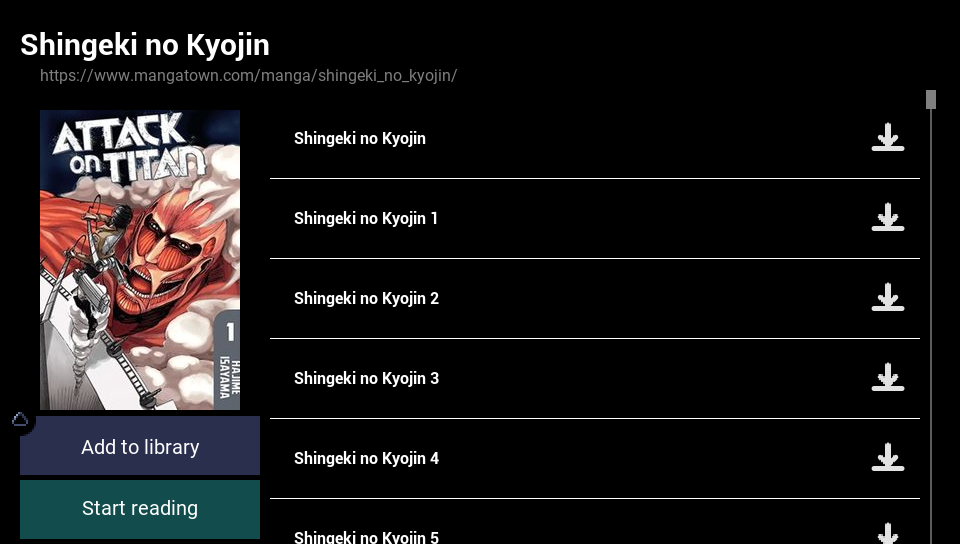 Shingeki no Kyojin
https://www.mangatown.com/manga/shingeki_no_kyojin/
ATTACK
on TITAN
1
HAJIME
ISAYAMA
Add to library
Start reading
Shingeki no Kyojin
Shingeki no Kyojin 1
Shingeki no Kyojin 2
Shingeki no Kyojin 3
Shingeki no Kyojin 4
Shingeki no Kyojin 5